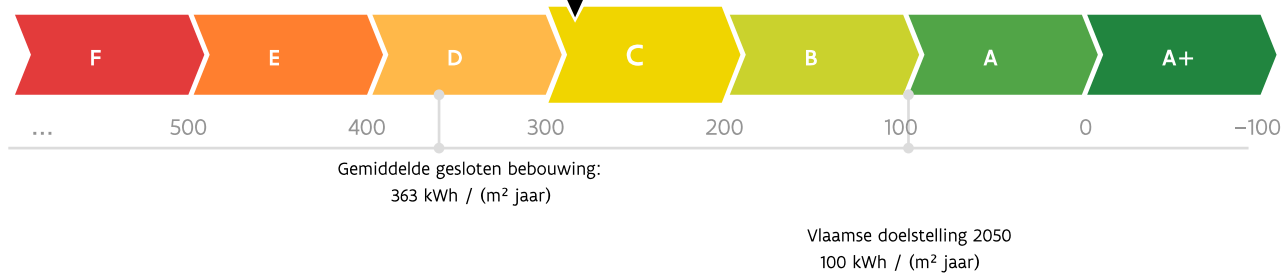 F E D C B A A+
... 500 400 300 200 100 0 –100
Gemiddelde gesloten bebouwing:
363 kWh / (m² jaar)
Vlaamse doelstelling 2050
100 kWh / (m² jaar)